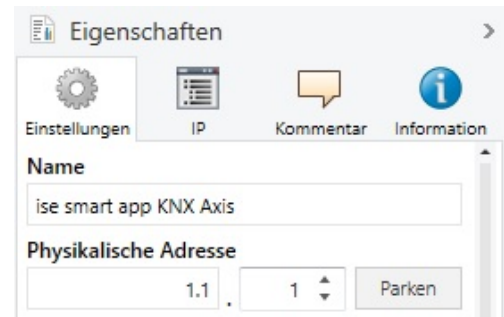 Eigenschaften
Einstellungen IP Kommentar Information
Name
ise smart app KNX Axis
Physikalische Adresse
1.1 . 1 Parken